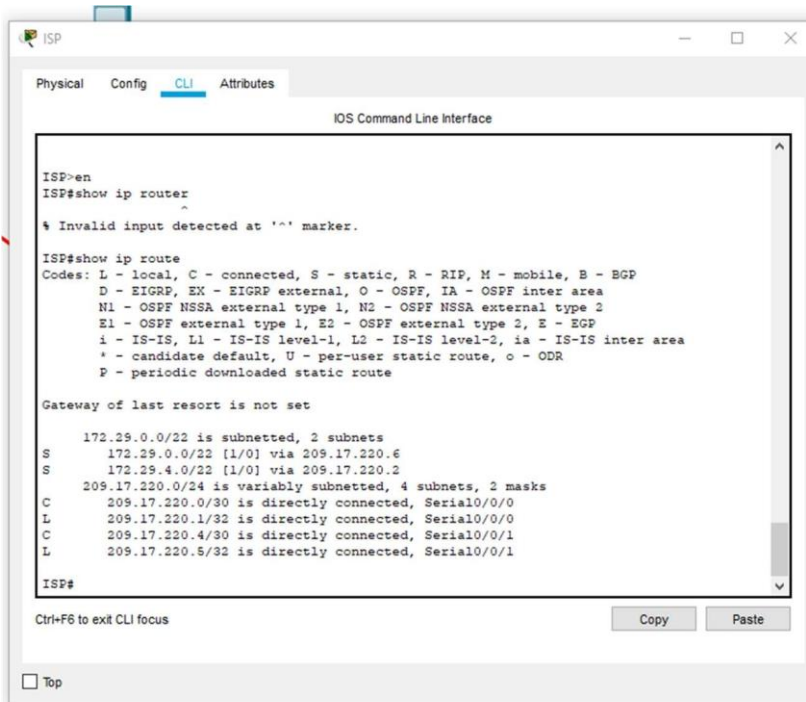 ISP
Physical Config CLI Attributes
IOS Command Line Interface
ISP>en
ISP#show ip router
^
% Invalid input detected at '^' marker.
ISP#show ip route
Codes: L - local, C - connected, S - static, R - RIP, M - mobile, B - BGP
D - EIGRP, EX - EIGRP external, O - OSPF, IA - OSPF inter area
N1 - OSPF NSSA external type 1, N2 - OSPF NSSA external type 2
E1 - OSPF external type 1, E2 - OSPF external type 2, E - EGP
i - IS-IS, L1 - IS-IS level-1, L2 - IS-IS level-2, ia - IS-IS inter area
* - candidate default, U - per-user static route, o - ODR
P - periodic downloaded static route
Gateway of last resort is not set
172.29.0.0/22 is subnetted, 2 subnets
S 172.29.0.0/22 [1/0] via 209.17.220.6
S 172.29.4.0/22 [1/0] via 209.17.220.2
209.17.220.0/24 is variably subnetted, 4 subnets, 2 masks
C 209.17.220.0/30 is directly connected, Serial0/0/0
L 209.17.220.1/32 is directly connected, Serial0/0/0
C 209.17.220.4/30 is directly connected, Serial0/0/1
L 209.17.220.5/32 is directly connected, Serial0/0/1
ISP#
Ctrl+F6 to exit CLI focus Copy Paste
Top